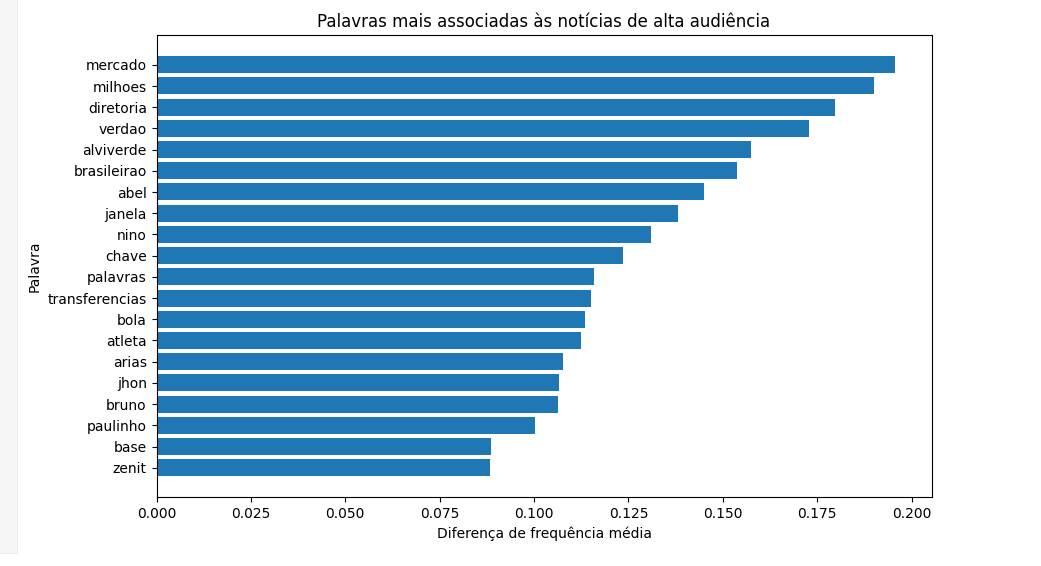 Palavras mais associadas às notícias de alta audiência
mercado
milhoes
diretoria
verdao
alviverde
brasileirao
abel
janela
nino
chave
palavras
transferencias
bola
atleta
arias
jhon
bruno
paulinho
base
zenit
Palavra
0.000 0.025 0.050 0.075 0.100 0.125 0.150 0.175 0.200
Diferença de frequência média